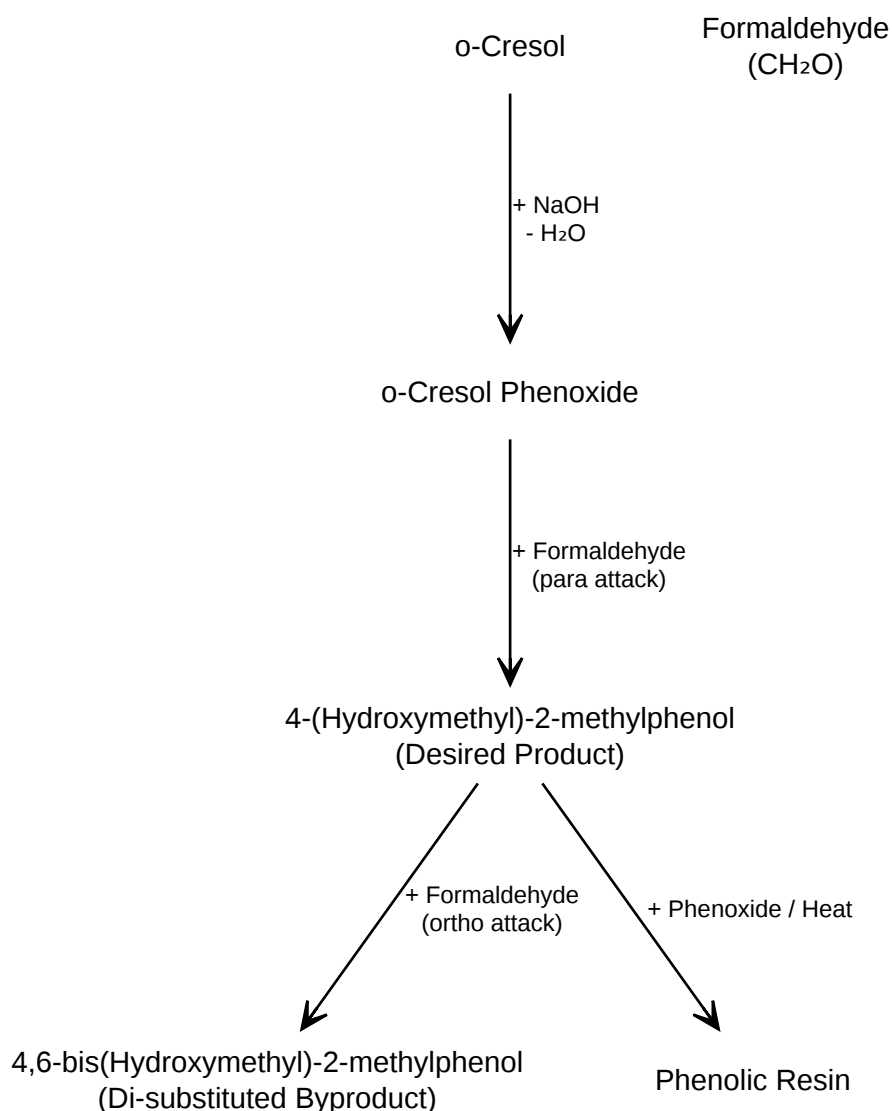 o-Cresol
Formaldehyde
(CH₂O)
+ NaOH
- H₂O
o-Cresol Phenoxide
+ Formaldehyde
(para attack)
4-(Hydroxymethyl)-2-methylphenol
(Desired Product)
+ Formaldehyde
(ortho attack)
+ Phenoxide / Heat
4,6-bis(Hydroxymethyl)-2-methylphenol
(Di-substituted Byproduct)
Phenolic Resin